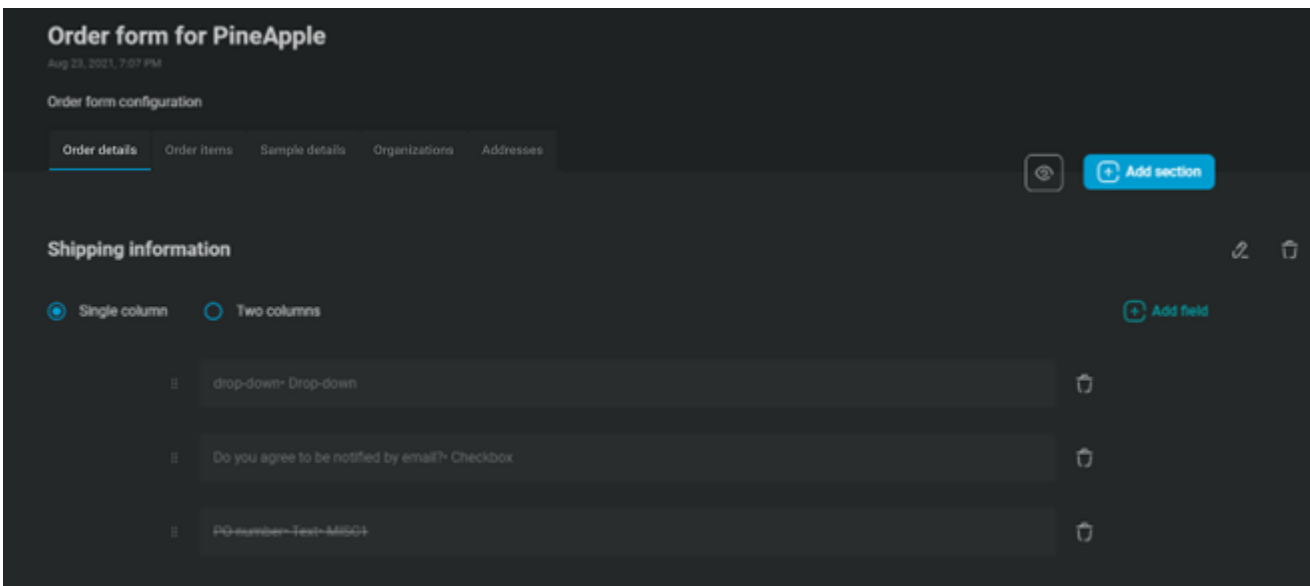 Order form for PineApple
Aug 23, 2021, 7:07 PM
Order form configuration
Order details Order items Sample details Organizations Addresses
Add section
Shipping information
Single column Two columns Add field
drop-down• Drop-down
Do you agree to be notified by email?• Checkbox
PO number• Text• MISC1